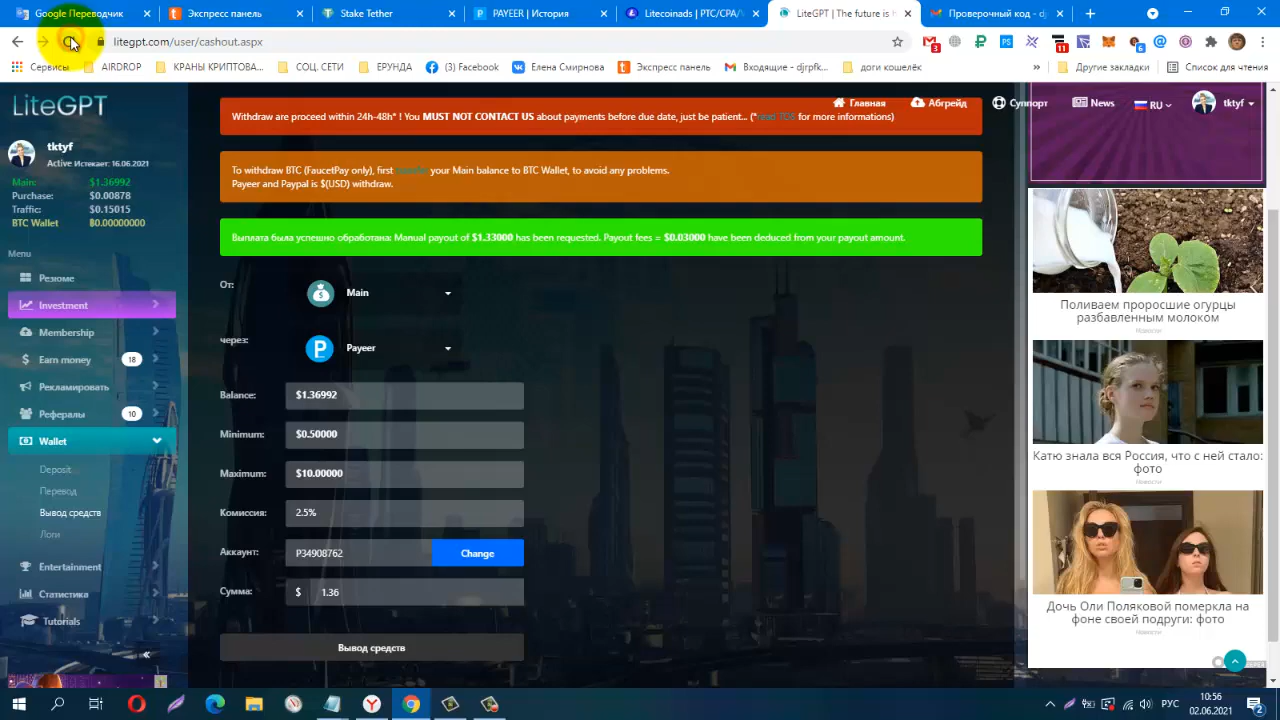 Google Переводчик
Экспресс панель
Stake Tether
PAYEER | История
Litecoinads | PTC/CPA/
LiteGPT | The future is h
Проверочный код - dj
litegpt.com/user/cashout.aspx
3
11
6
Сервисы
AIRDROP
КРАНЫ КРИПТОВА...
СОЦ. СЕТИ
ЕРУНДА
(3) Facebook
Елена Смирнова
Экспресс панель
Входящие - djrpfk...
доги кошелёк
»
Другие закладки
Список для чтения
LiteGPT
Главная
Абгрейд
Суппорт
News
RU
tktyf
tktyf
Active Истекает: 16.06.2021
Main: $1.36992
Purchase: $0.00878
Traffic: $0.15015
BTC Wallet ฿0.00000000
Menu
Резюме
Investment
Membership
Earn money 18
Рекламировать
Рефералы 10
Wallet
Deposit
Перевод
Вывод средств
Логи
Entertainment
Статистика
Tutorials
Withdraw are proceed within 24h-48h* ! You MUST NOT CONTACT US about payments before due date, just be patient... (*read TOS for more informations)
To withdraw BTC (FaucetPay only), first your Main balance to BTC Wallet, to avoid any problems.
Payeer and Paypal is $(USD) withdraw.
Выплата была успешно обработана: Manual payout of $1.33000 has been requested. Payout fees = $0.03000 have been deducted from your payout amount.
От: Main
через: Payeer
Balance: $1.36992
Minimum: $0.50000
Maximum: $10.00000
Комиссия: 2.5%
Аккаунт: P34908762 Change
Сумма: $ 1.36
Вывод средств
Поливаем проросшие огурцы
разбавленным молоком
Новости
Катю знала вся Россия, что с ней стало:
фото
Новости
Дочь Оли Поляковой померкла на
фоне своей подруги: фото
Новости
РУС
10:56
02.06.2021
2